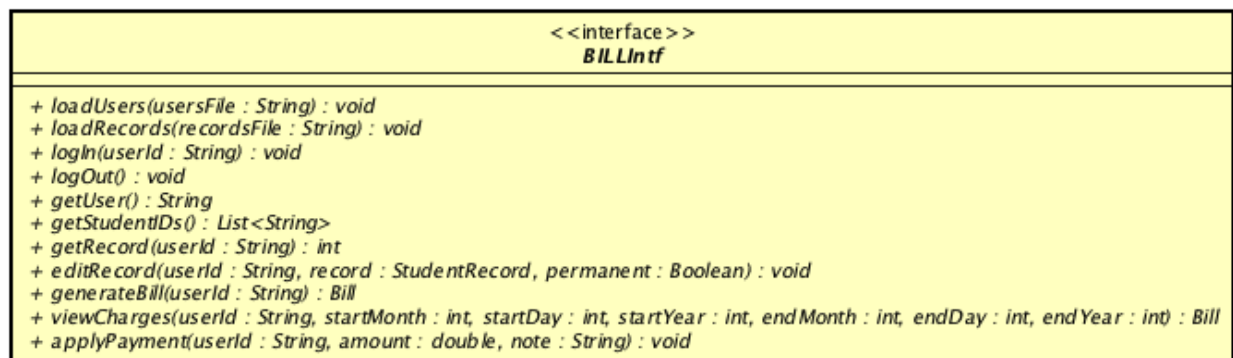 <<interface>>
BILLIntf
+ loadUsers(usersFile : String) : void
+ loadRecords(recordsFile : String) : void
+ logIn(userId : String) : void
+ logOut() : void
+ getUser() : String
+ getStudentIDs() : List<String>
+ getRecord(userId : String) : int
+ editRecord(userId : String, record : StudentRecord, permanent : Boolean) : void
+ generateBill(userId : String) : Bill
+ viewCharges(userId : String, startMonth : int, startDay : int, startYear : int, endMonth : int, endDay : int, endYear : int) : Bill
+ applyPayment(userId : String, amount : double, note : String) : void